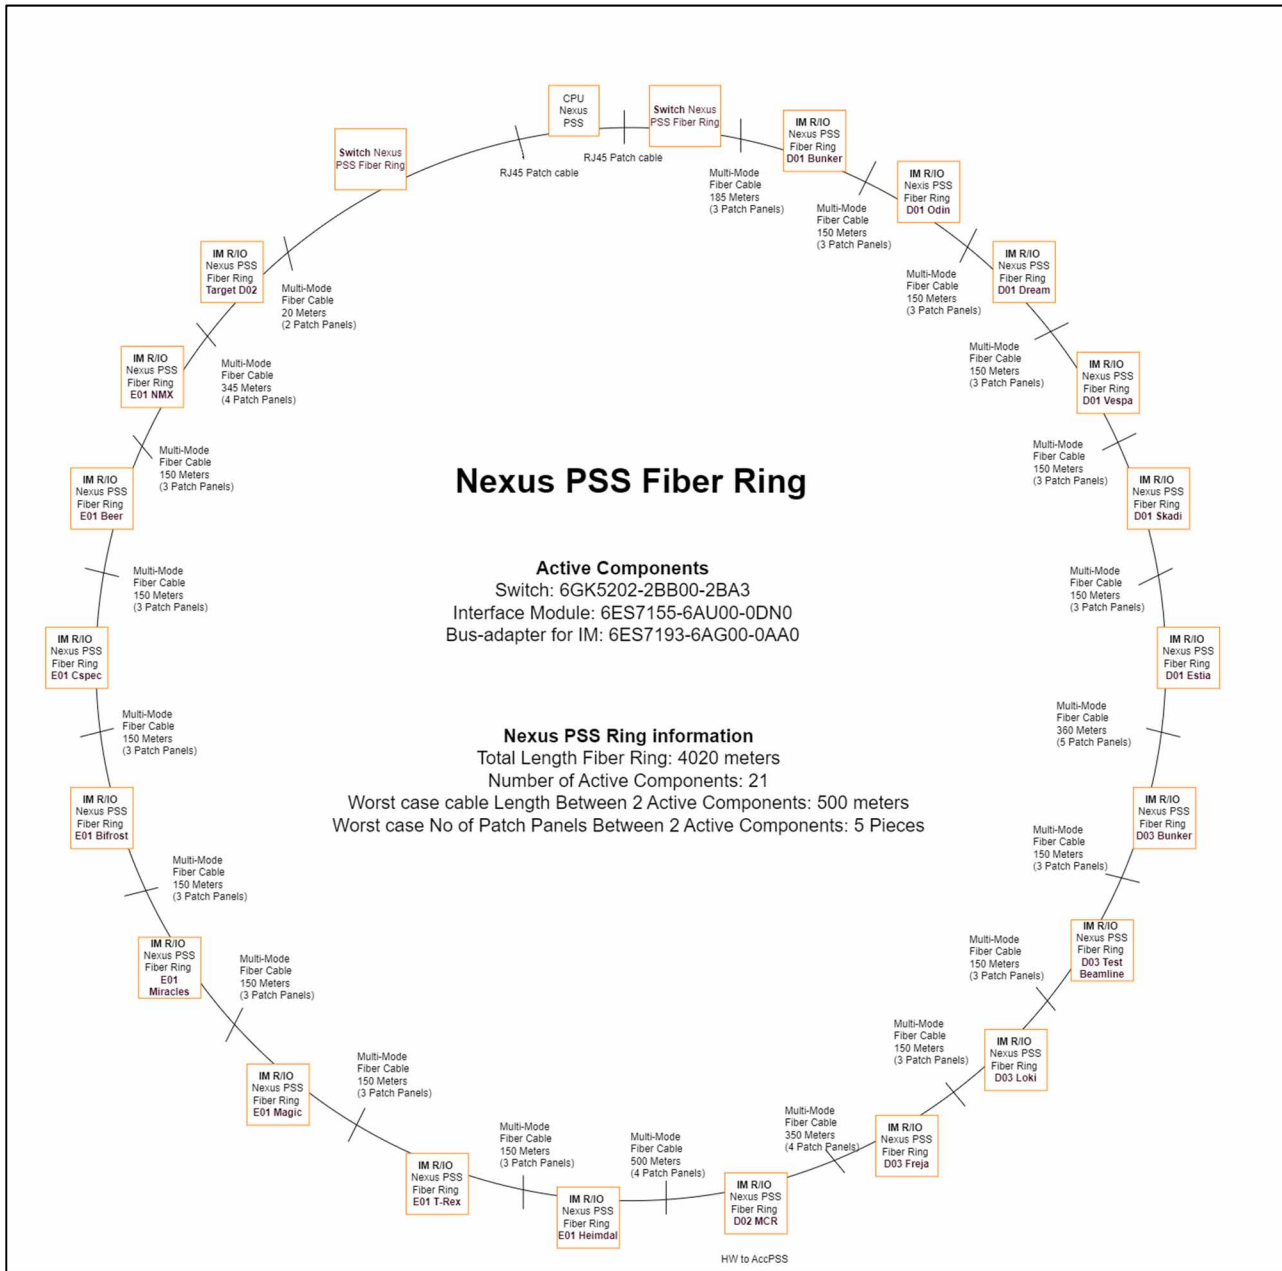 CPU
Nexus
PSS
Switch Nexus
PSS Fiber Ring
Switch Nexus
PSS Fiber Ring
RJ45 Patch cable
RJ45 Patch cable
IM R/IO
Nexus PSS
Fiber Ring
D01 Bunker
Multi-Mode
Fiber Cable
185 Meters
(3 Patch Panels)
IM R/IO
Nexis PSS
Fiber Ring
D01 Odin
Multi-Mode
Fiber Cable
150 Meters
(3 Patch Panels)
IM R/IO
Nexus PSS
Fiber Ring
D01 Dream
Multi-Mode
Fiber Cable
150 Meters
(3 Patch Panels)
IM R/IO
Nexus PSS
Fiber Ring
D01 Vespa
Multi-Mode
Fiber Cable
150 Meters
(3 Patch Panels)
IM R/IO
Nexus PSS
Fiber Ring
D01 Skadi
Multi-Mode
Fiber Cable
150 Meters
(3 Patch Panels)
IM R/IO
Nexus PSS
Fiber Ring
D01 Estia
Multi-Mode
Fiber Cable
150 Meters
(3 Patch Panels)
IM R/IO
Nexus PSS
Fiber Ring
D03 Bunker
Multi-Mode
Fiber Cable
360 Meters
(5 Patch Panels)
IM R/IO
Nexus PSS
Fiber Ring
D03 Test
Beamline
Multi-Mode
Fiber Cable
150 Meters
(3 Patch Panels)
IM R/IO
Nexus PSS
Fiber Ring
D03 Loki
Multi-Mode
Fiber Cable
150 Meters
(3 Patch Panels)
IM R/IO
Nexus PSS
Fiber Ring
D03 Freja
Multi-Mode
Fiber Cable
150 Meters
(3 Patch Panels)
IM R/IO
Nexus PSS
Fiber Ring
D02 MCR
HW to AccPSS
Multi-Mode
Fiber Cable
350 Meters
(4 Patch Panels)
IM R/IO
Nexus PSS
Fiber Ring
E01 Heimdal
Multi-Mode
Fiber Cable
500 Meters
(4 Patch Panels)
IM R/IO
Nexus PSS
Fiber Ring
E01 T-Rex
Multi-Mode
Fiber Cable
150 Meters
(3 Patch Panels)
IM R/IO
Nexus PSS
Fiber Ring
E01 Magic
Multi-Mode
Fiber Cable
150 Meters
(3 Patch Panels)
IM R/IO
Nexus PSS
Fiber Ring
E01
Miracles
Multi-Mode
Fiber Cable
150 Meters
(3 Patch Panels)
IM R/IO
Nexus PSS
Fiber Ring
E01 Bifrost
Multi-Mode
Fiber Cable
150 Meters
(3 Patch Panels)
IM R/IO
Nexus PSS
Fiber Ring
E01 Cspec
Multi-Mode
Fiber Cable
150 Meters
(3 Patch Panels)
IM R/IO
Nexus PSS
Fiber Ring
E01 Beer
Multi-Mode
Fiber Cable
150 Meters
(3 Patch Panels)
IM R/IO
Nexus PSS
Fiber Ring
E01 NMX
Multi-Mode
Fiber Cable
150 Meters
(3 Patch Panels)
IM R/IO
Nexus PSS
Fiber Ring
Target D02
Multi-Mode
Fiber Cable
345 Meters
(4 Patch Panels)
Multi-Mode
Fiber Cable
20 Meters
(2 Patch Panels)
Nexus PSS Fiber Ring
Active Components
Switch: 6GK5202-2BB00-2BA3
Interface Module: 6ES7155-6AU00-0DN0
Bus-adapter for IM: 6ES7193-6AG00-0AA0
Nexus PSS Ring information
Total Length Fiber Ring: 4020 meters
Number of Active Components: 21
Worst case cable Length Between 2 Active Components: 500 meters
Worst case No of Patch Panels Between 2 Active Components: 5 Pieces